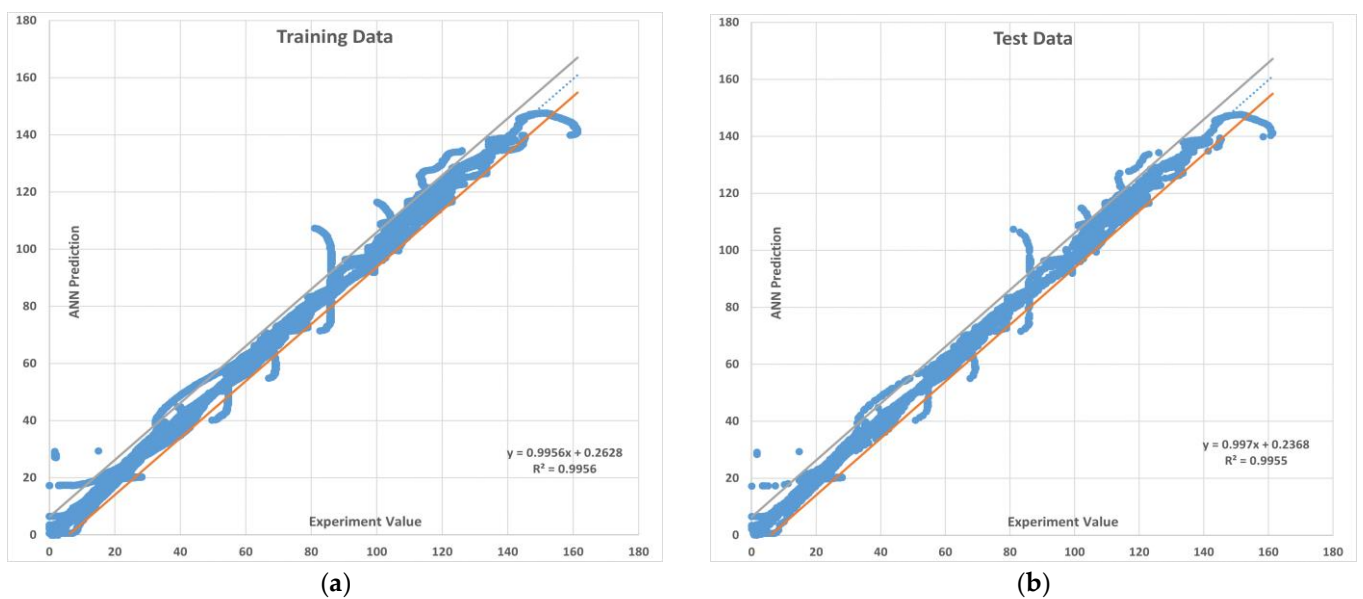 Training Data
180
160
140
120
100
80
60
40
20
0
ANN Prediction
y = 0.9956x + 0.2628
R² = 0.9956
Experiment Value
0 20 40 60 80 100 120 140 160 180
(a)
Test Data
180
160
140
120
100
80
60
40
20
0
ANN Prediction
y = 0.997x + 0.2368
R² = 0.9955
Experiment Value
0 20 40 60 80 100 120 140 160 180
(b)